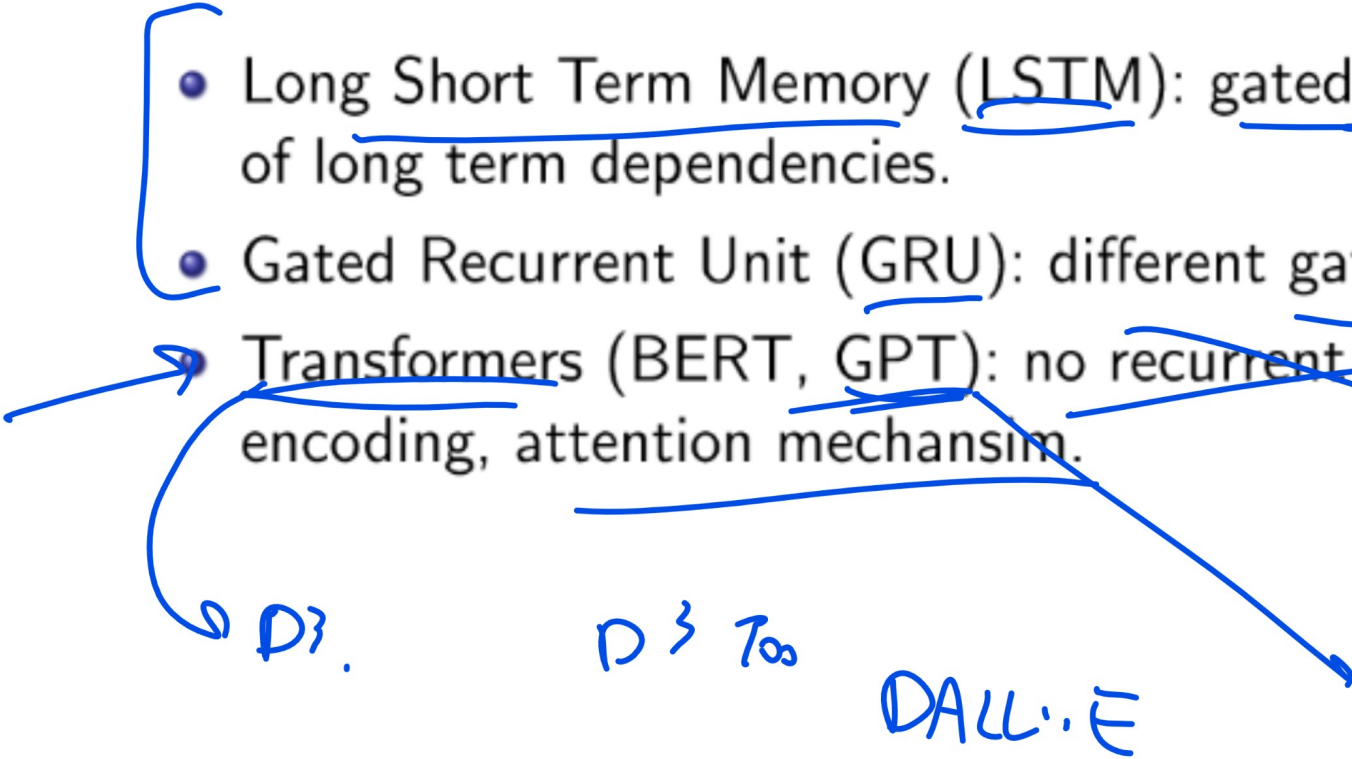 Long Short Term Memory (LSTM): gated
of long term dependencies.
Gated Recurrent Unit (GRU): different
Transformers (BERT, GPT): no recurrent
encoding, attention mechansim.
D3.
D3 Too
DALL·E